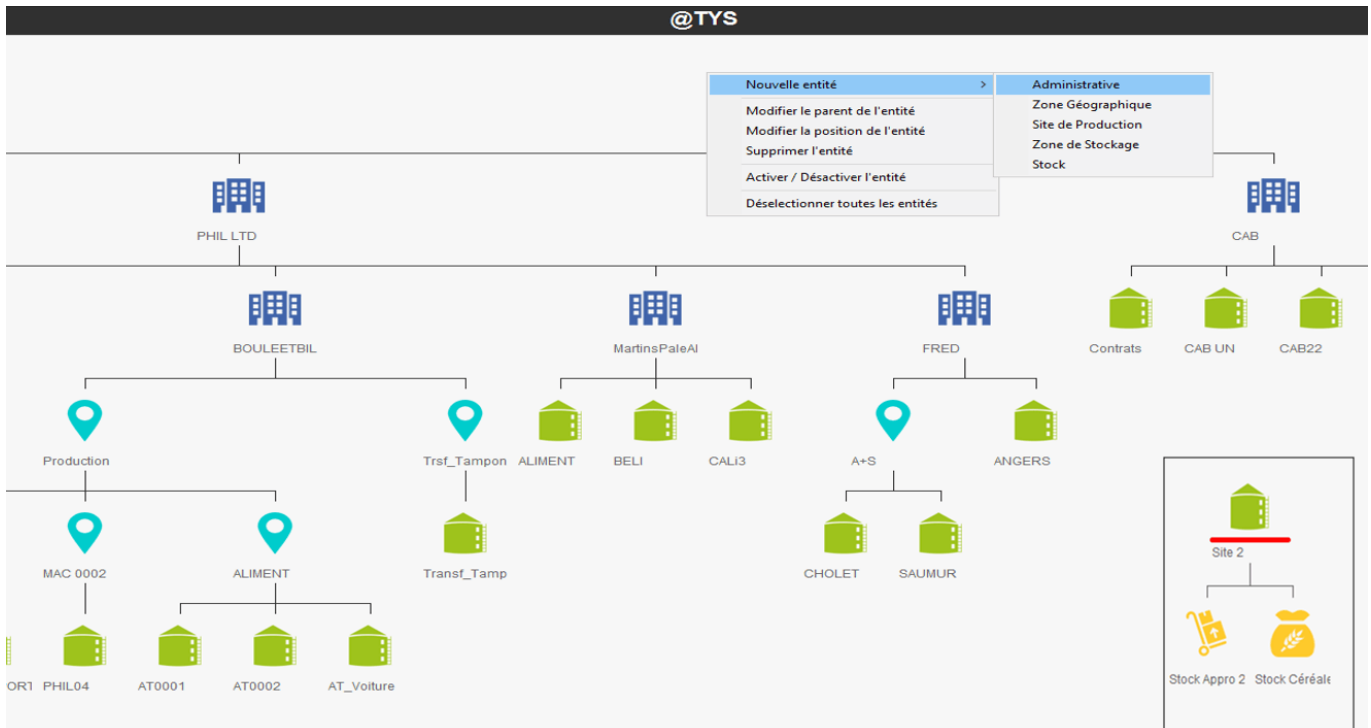 @TYS
Nouvelle entité >
Modifier le parent de l'entité
Modifier la position de l'entité
Supprimer l'entité
Activer / Désactiver l'entité
Déselectionner toutes les entités
Administrative
Zone Géographique
Site de Production
Zone de Stockage
Stock
PHIL LTD
CAB
BOULEETBIL
MartinsPaleAl
FRED
Contrats
CAB UN
CAB22
Production
Trsf_Tampon
ALIMENT
BELI
CALi3
A+S
ANGERS
MAC 0002
ALIMENT
Transf_Tamp
CHOLET
SAUMUR
Site 2
ORT
PHIL04
AT0001
AT0002
AT_Voiture
Stock Appro 2
Stock Céréale